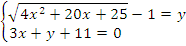 √(4x² + 20x + 25) − 1 = y
3x + y + 11 = 0